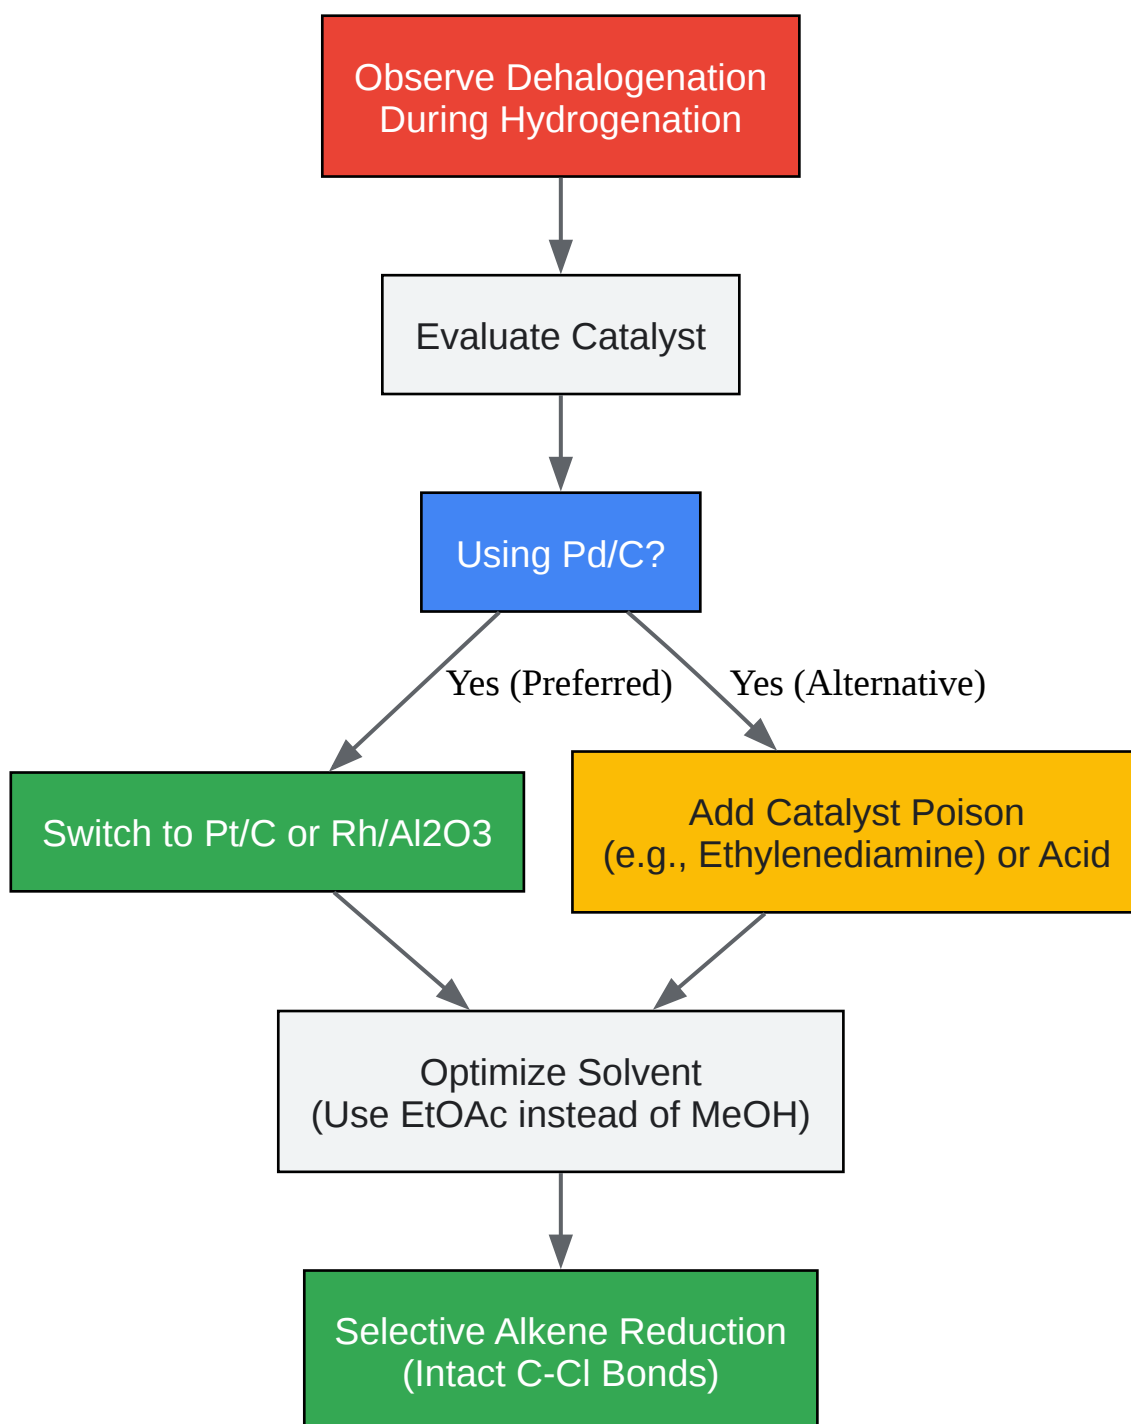 Observe Dehalogenation
During Hydrogenation
Evaluate Catalyst
Using Pd/C?
Yes (Preferred)
Yes (Alternative)
Switch to Pt/C or Rh/Al2O3
Add Catalyst Poison
(e.g., Ethylenediamine) or Acid
Optimize Solvent
(Use EtOAc instead of MeOH)
Selective Alkene Reduction
(Intact C-Cl Bonds)